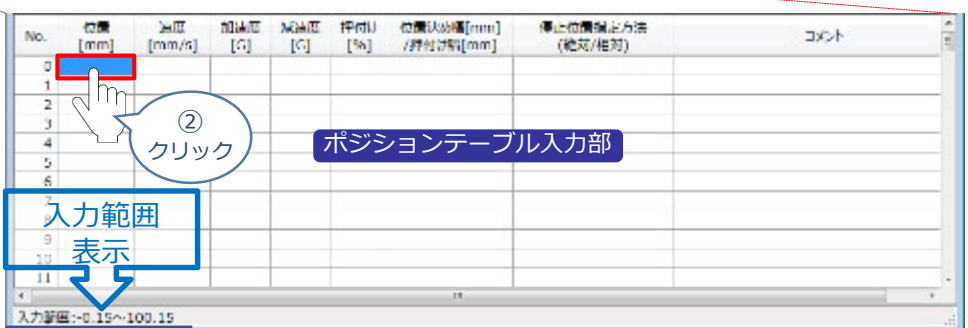 No. 位置 速度 加速度 減速度 押付け 位置決め幅[mm] 停止位置指定方法 コメント
[mm] [mm/s] [G] [G] [%] /押付け幅[mm] (絶対/相対)
0
1
2
3
4
5
6
7
8
9
10
11
②
クリック
ポジションテーブル入力部
入力範囲
表示
入力範囲:-0.15～100.15